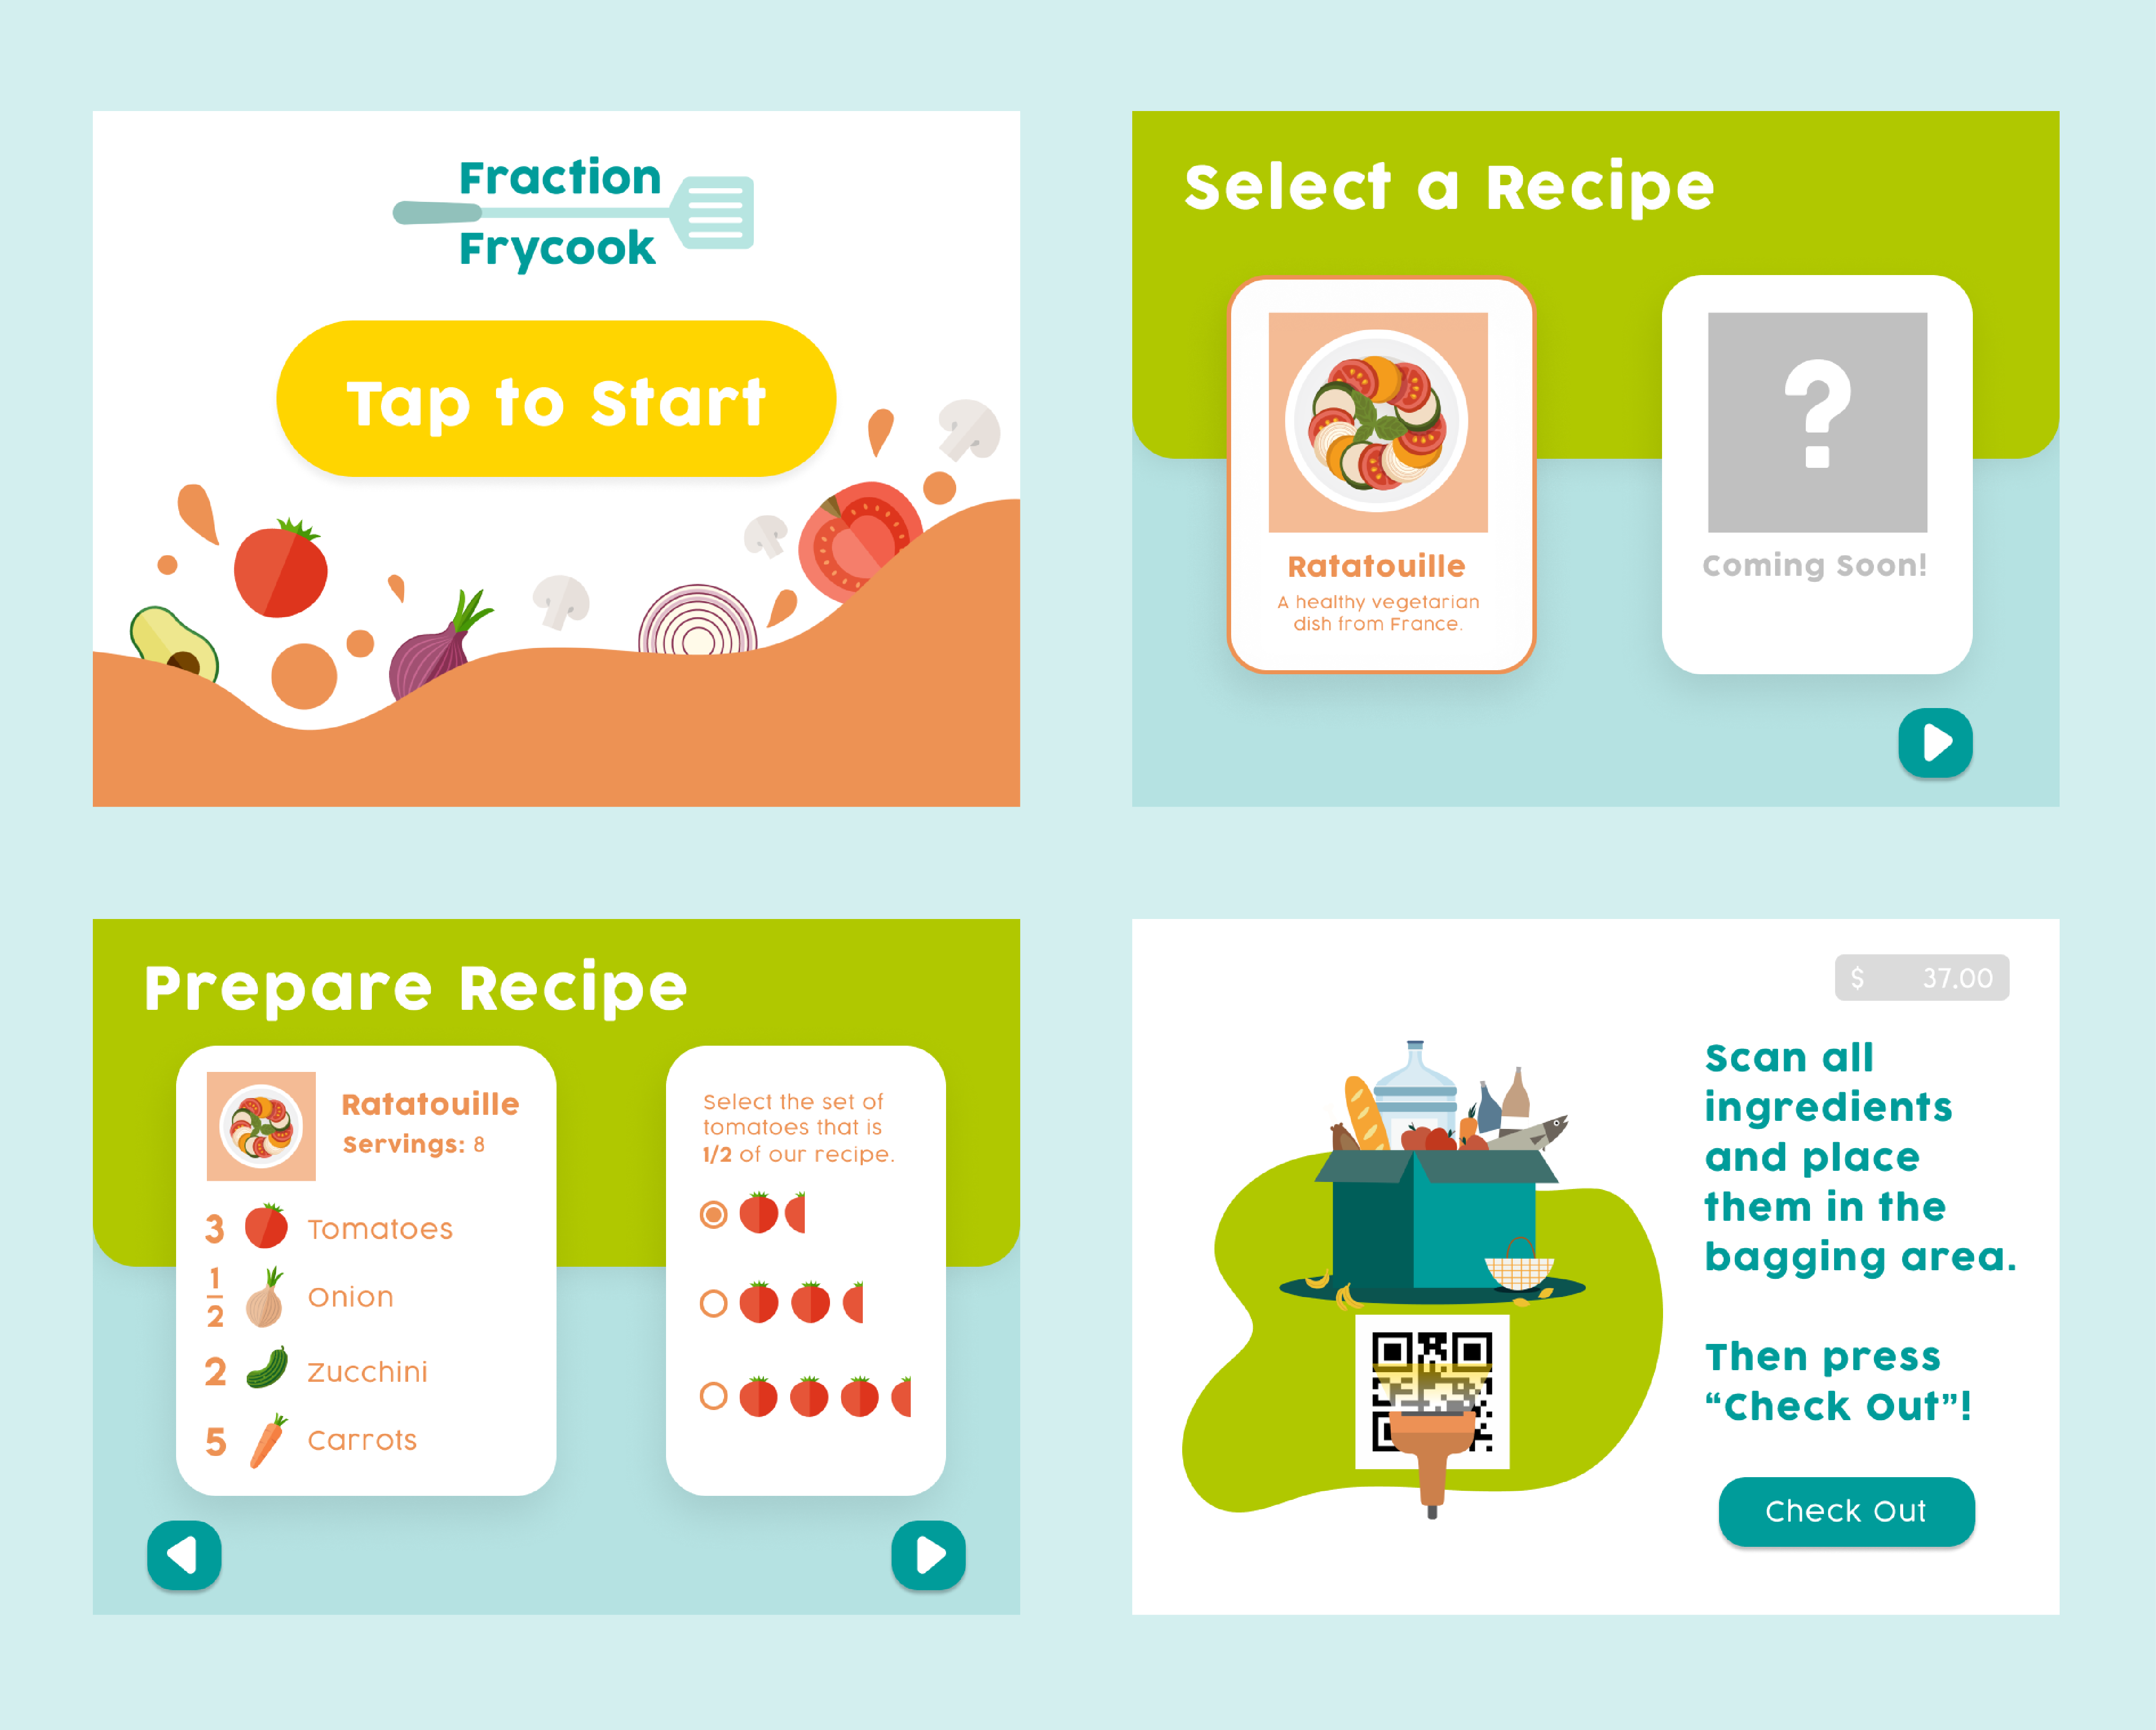 Fraction
Frycook
Tap to Start
Select a Recipe
?
Ratatouille
A healthy vegetarian
dish from France.
Coming Soon!
Prepare Recipe
Ratatouille
Servings: 8
3 Tomatoes
1/2 Onion
2 Zucchini
5 Carrots
Select the set of
tomatoes that is
1/2 of our recipe.
$ 37.00
Scan all
ingredients
and place
them in the
bagging area.
Then press
“Check Out”!
Check Out